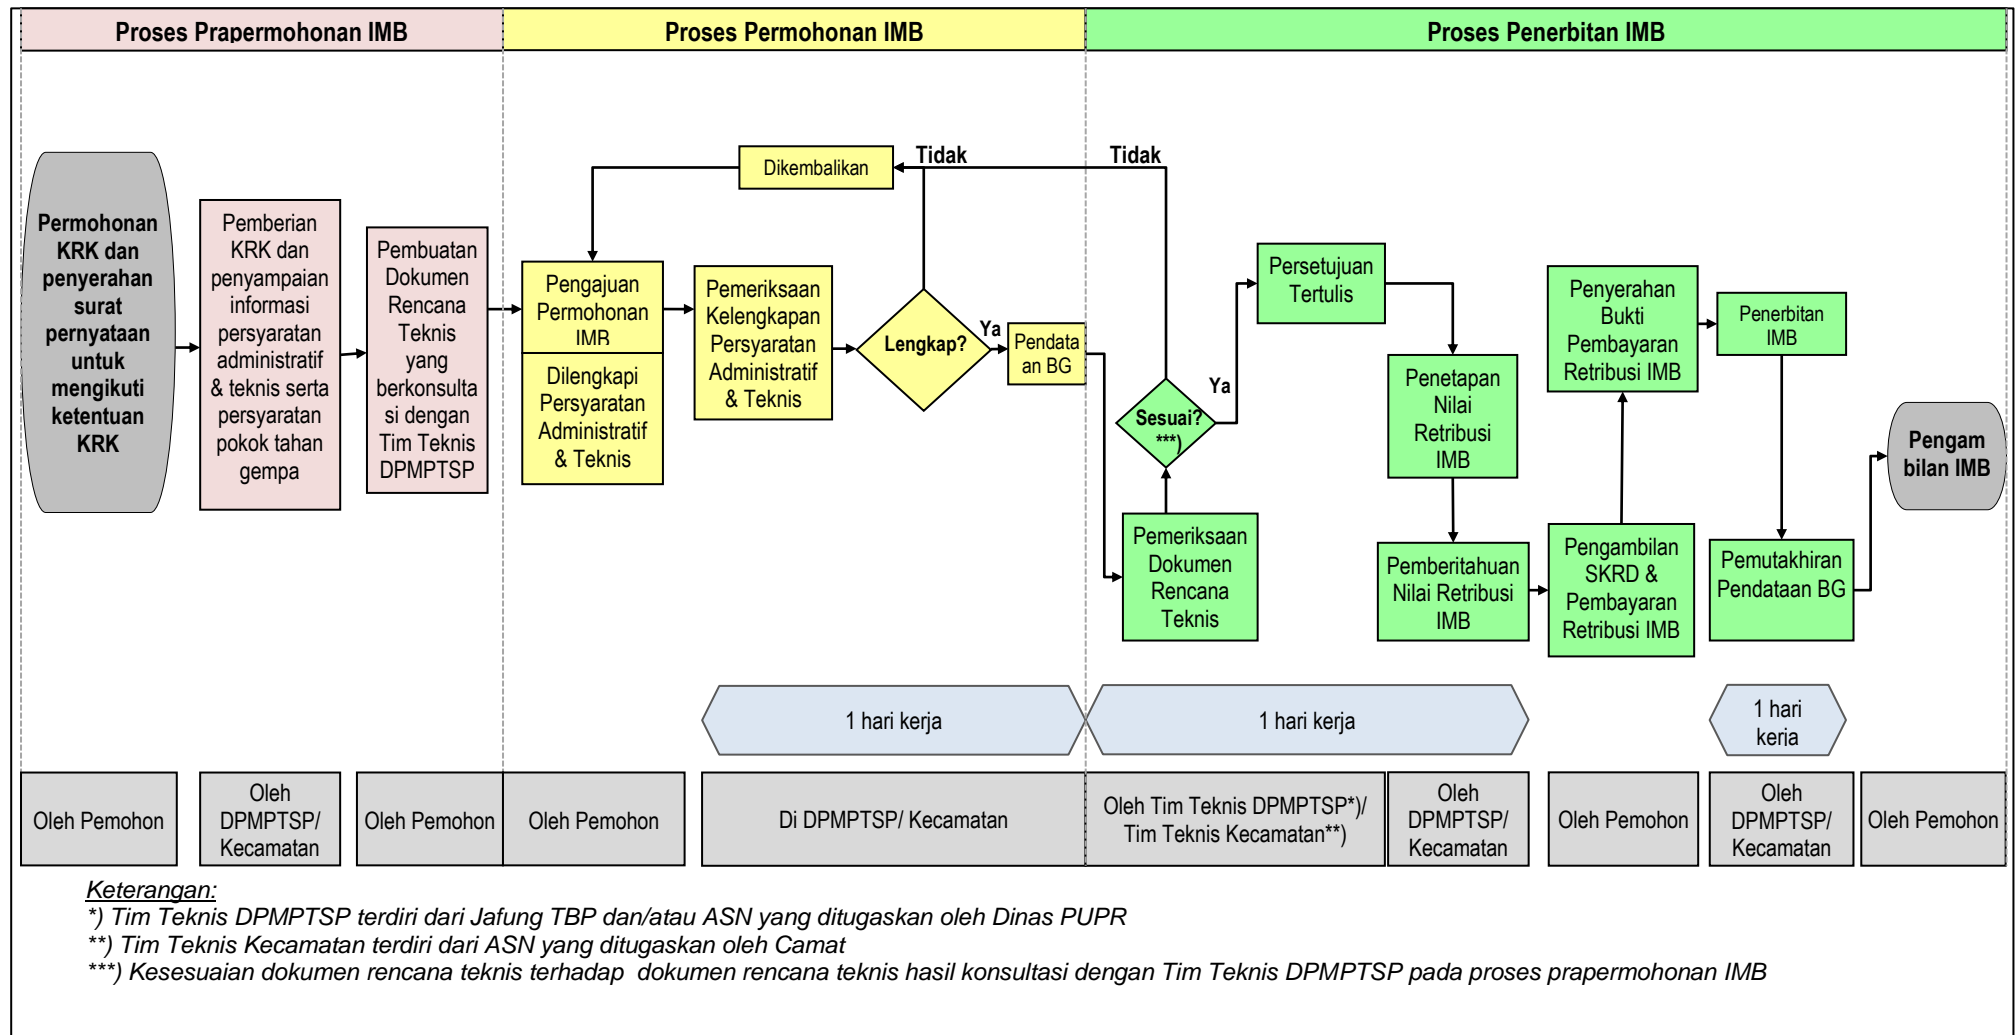 Proses Prapermohonan IMB
Proses Permohonan IMB
Proses Penerbitan IMB
Permohonan
KRK dan
penyerahan
surat
pernyataan
untuk
mengikuti
ketentuan
KRK
Pemberian
KRK dan
penyampaian
informasi
persyaratan
administratif
& teknis serta
persyaratan
pokok tahan
gempa
Pembuatan
Dokumen
Rencana
Teknis
yang
berkonsulta
si dengan
Tim Teknis
DPMPTSP
Dikembalikan
Tidak
Tidak
Pengajuan
Permohonan
IMB
Dilengkapi
Persyaratan
Administratif
& Teknis
Pemeriksaan
Kelengkapan
Persyaratan
Administratif
& Teknis
Lengkap?
Ya
Pendata
an BG
Sesuai?
***)
Ya
Pemeriksaan
Dokumen
Rencana
Teknis
Persetujuan
Tertulis
Penetapan
Nilai
Retribusi
IMB
Pemberitahuan
Nilai Retribusi
IMB
Penyerahan
Bukti
Pembayaran
Retribusi IMB
Pengambilan
SKRD &
Pembayaran
Retribusi IMB
Penerbitan
IMB
Pemutakhiran
Pendataan BG
Pengam
bilan IMB
1 hari kerja
1 hari kerja
1 hari
kerja
Oleh Pemohon
Oleh
DPMPTSP/
Kecamatan
Oleh Pemohon
Oleh Pemohon
Di DPMPTSP/ Kecamatan
Oleh Tim Teknis DPMPTSP*)/
Tim Teknis Kecamatan**)
Oleh
DPMPTSP/
Kecamatan
Oleh Pemohon
Oleh
DPMPTSP/
Kecamatan
Oleh Pemohon
Keterangan:
*) Tim Teknis DPMPTSP terdiri dari Jafung TBP dan/atau ASN yang ditugaskan oleh Dinas PUPR
**) Tim Teknis Kecamatan terdiri dari ASN yang ditugaskan oleh Camat
***) Kesesuaian dokumen rencana teknis terhadap dokumen rencana teknis hasil konsultasi dengan Tim Teknis DPMPTSP pada proses prapermohonan IMB